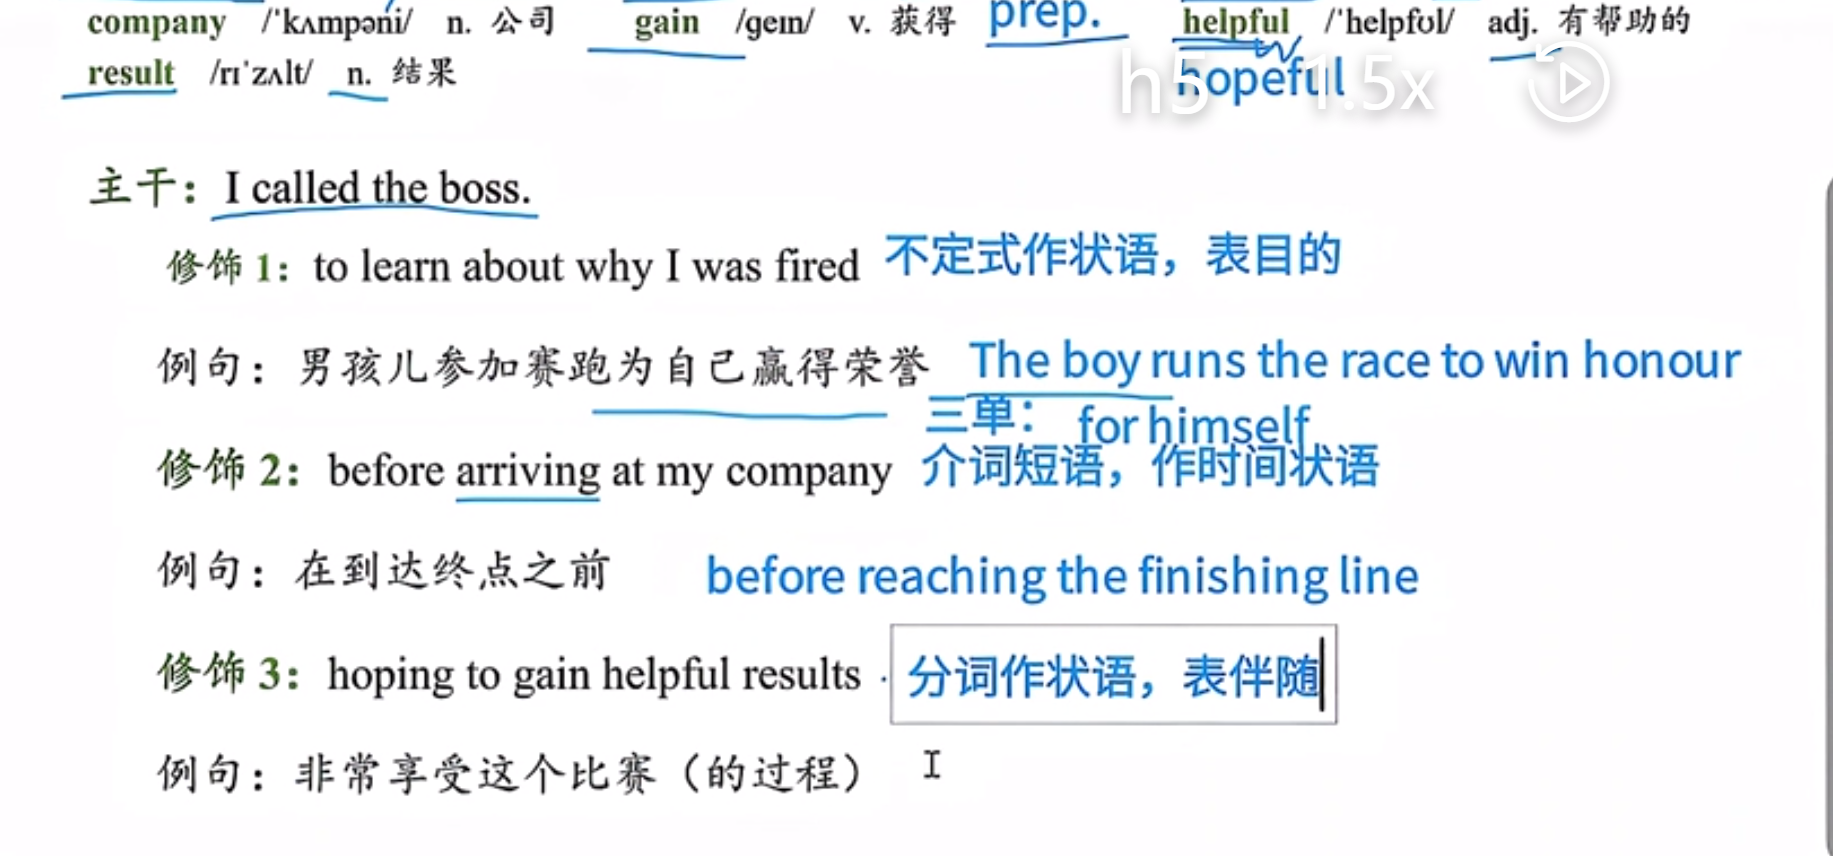 company /ˈkʌmpəni/ n. 公司 gain /ɡeɪn/ v. 获得 prep. helpful /ˈhelpfʊl/ adj. 有帮助的
result /rɪˈzʌlt/ n. 结果 hopeful h5 1.5x
主干：I called the boss.
修饰 1：to learn about why I was fired 不定式作状语，表目的
例句：男孩儿参加赛跑为自己赢得荣誉 The boy runs the race to win honour
三单： for himself
修饰 2：before arriving at my company 介词短语，作时间状语
例句：在到达终点之前 before reaching the finishing line
修饰 3：hoping to gain helpful results 分词作状语，表伴随
例句：非常享受这个比赛（的过程）